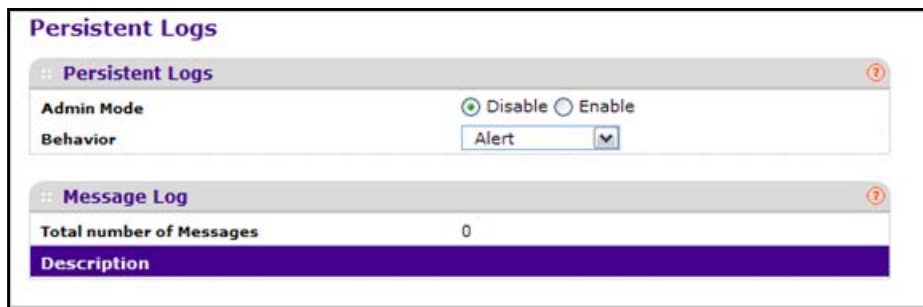 Persistent Logs
Persistent Logs ?
Admin Mode Disable Enable
Behavior Alert
Message Log ?
Total number of Messages 0
Description